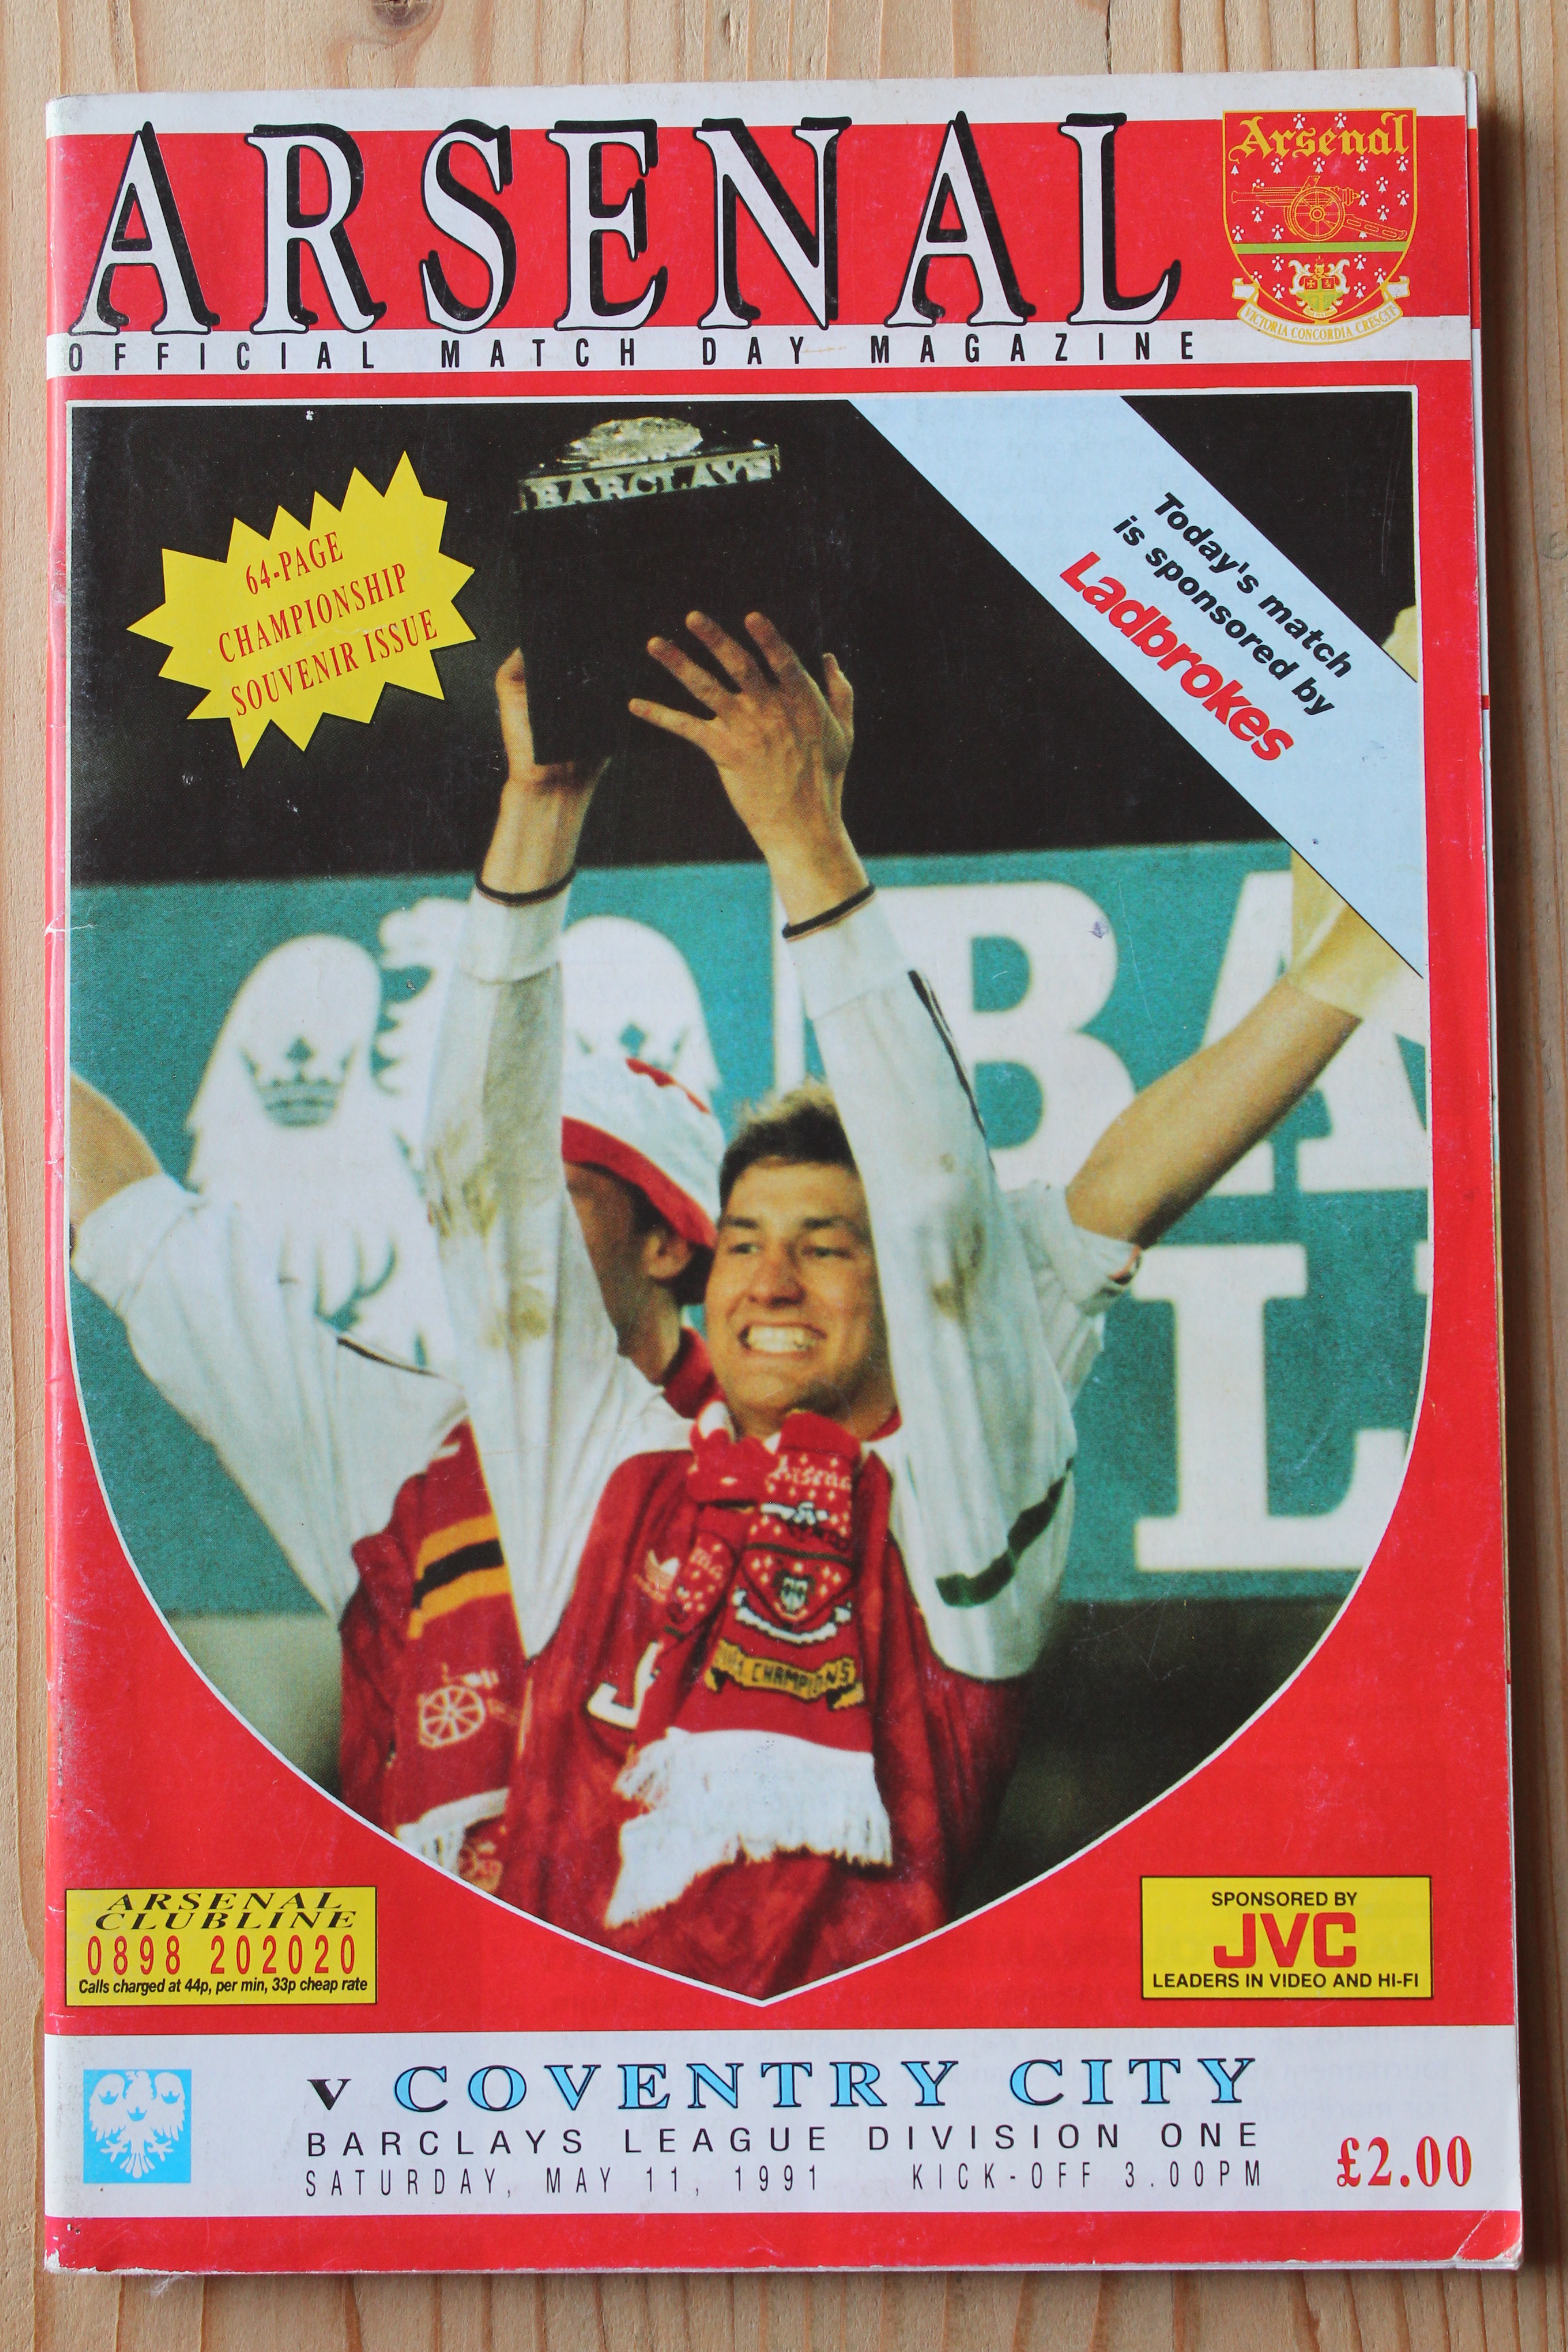 ARSENAL
Arsenal
VICTORIA CONCORDIA CRESCIT
OFFICIAL MATCH DAY MAGAZINE
BARCLAYS
64-PAGE
CHAMPIONSHIP
SOUVENIR ISSUE
Today's match
is sponsored by
Ladbrokes
BA
L
Arsenal
CHAMPIONS
J
ARSENAL
CLUBLINE
0898 202020
Calls charged at 44p, per min, 33p cheap rate
SPONSORED BY
JVC
LEADERS IN VIDEO AND HI-FI
v COVENTRY CITY
BARCLAYS LEAGUE DIVISION ONE
SATURDAY, MAY 11, 1991 KICK-OFF 3.00PM
£2.00